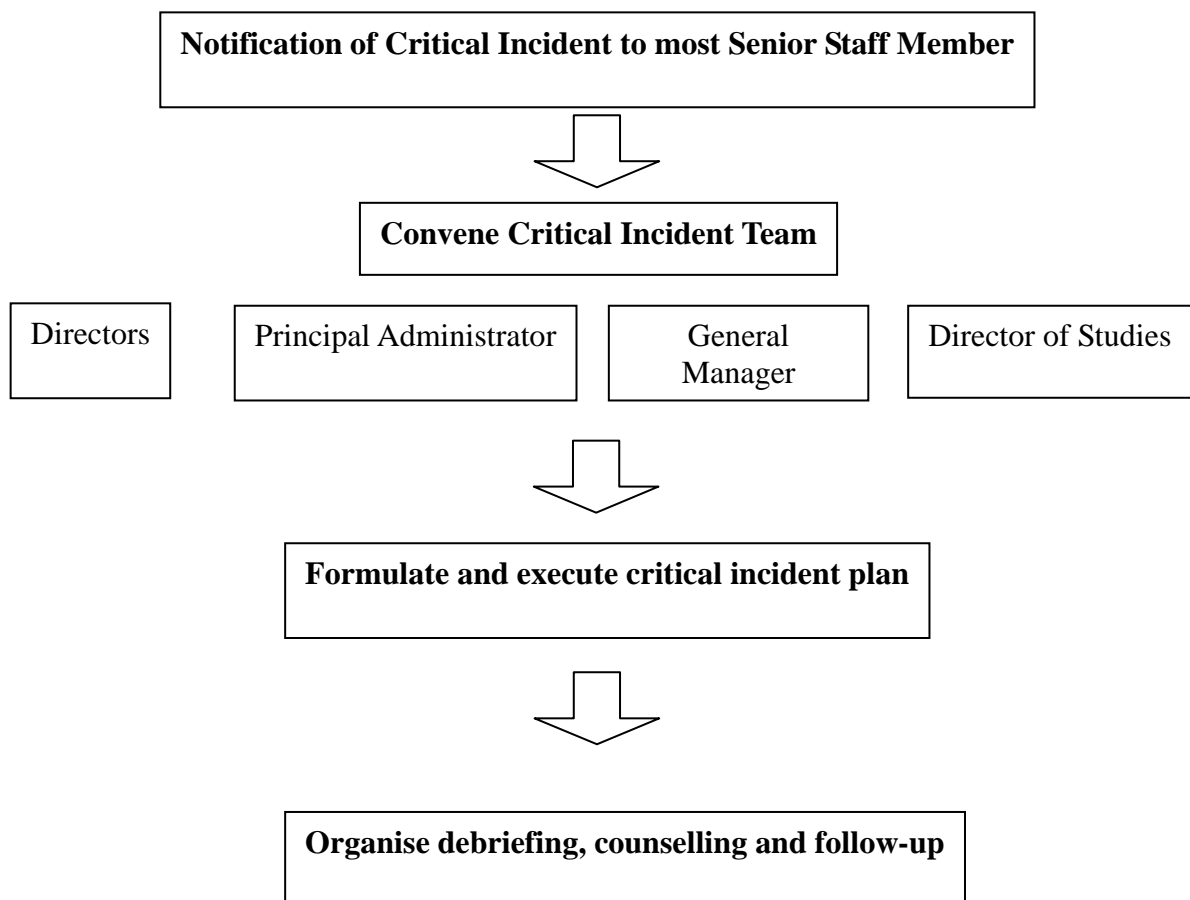 Notification of Critical Incident to most Senior Staff Member
Convene Critical Incident Team
Directors
Principal Administrator
General
Manager
Director of Studies
Formulate and execute critical incident plan
Organise debriefing, counselling and follow-up